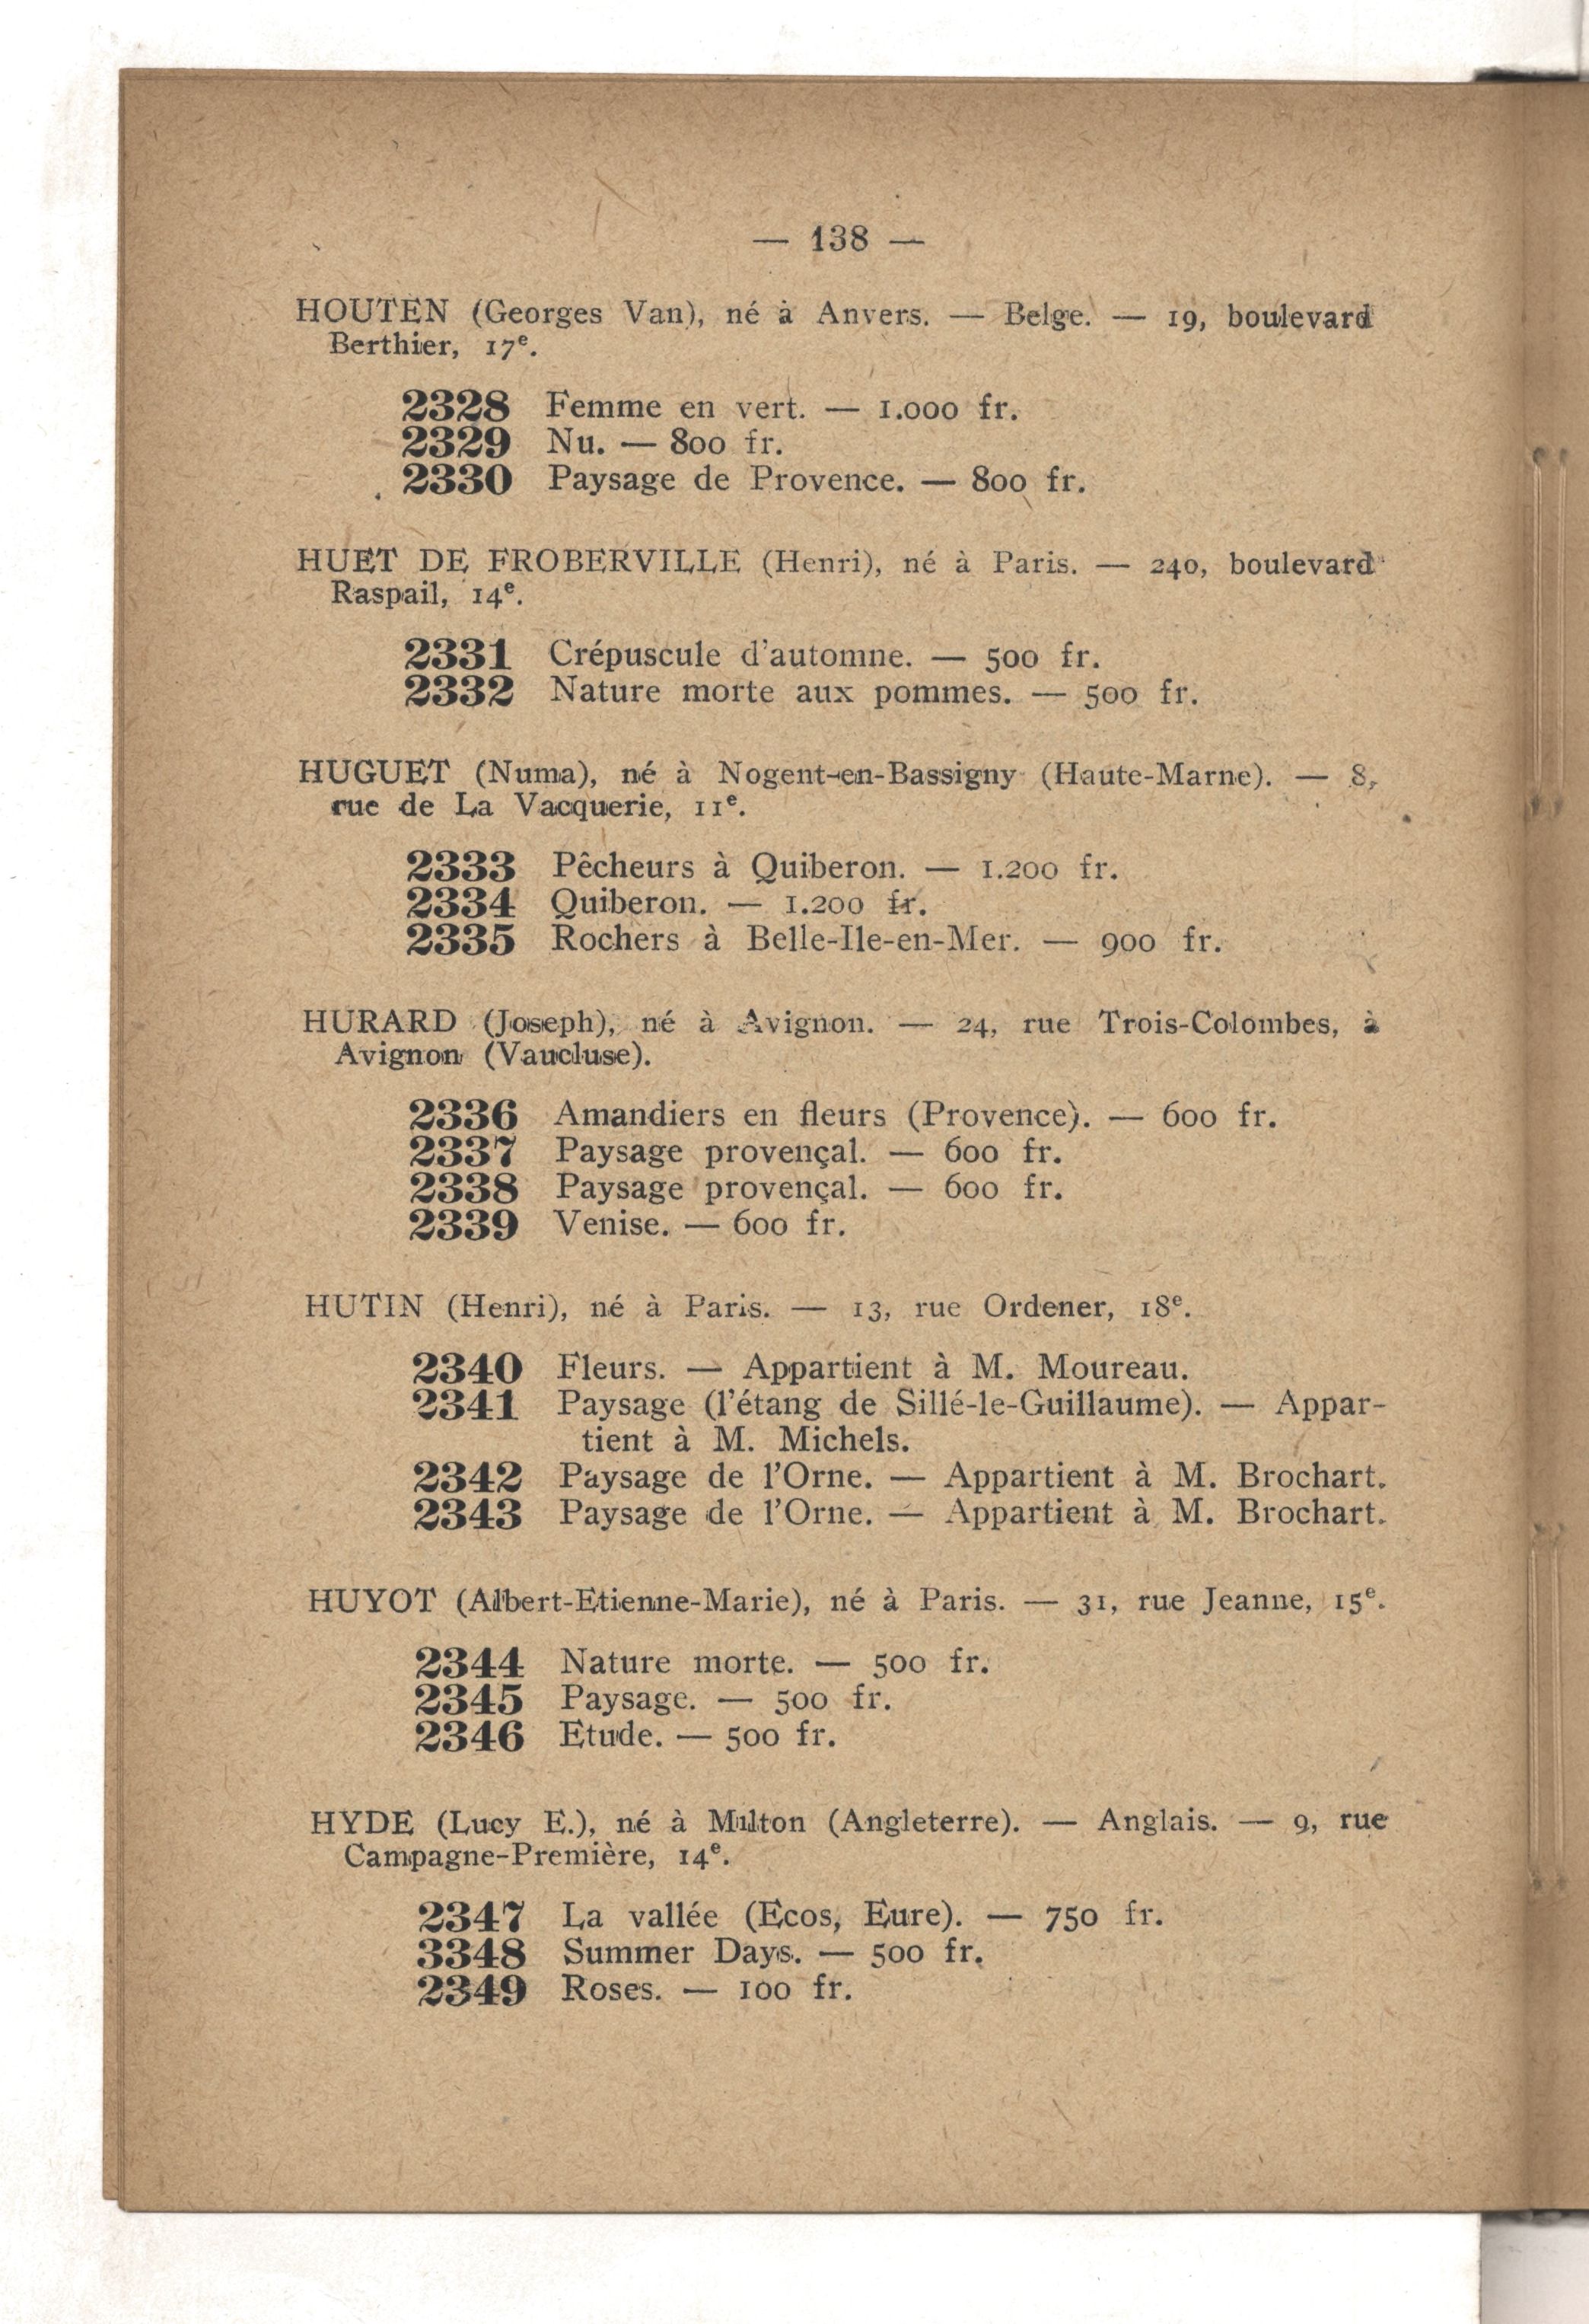 — 138 —
HOUTEN (Georges Van), né à Anvers. — Belge. — 19, boulevard
Berthier, 17e.
2328 Femme en vert. — 1.000 fr.
2329 Nu. — 800 fr.
2330 Paysage de Provence. — 800 fr.
HUET DE FROBERVILLE (Henri), né à Paris. — 240, boulevard
Raspail, 14e.
2331 Crépuscule d'automne. — 500 fr.
2332 Nature morte aux pommes. — 500 fr.
HUGUET (Numa), né à Nogent-en-Bassigny (Haute-Marne). — 8,
rue de La Vacquerie, 11e.
2333 Pêcheurs à Quiberon. — 1.200 fr.
2334 Quiberon. — 1.200 fr.
2335 Rochers à Belle-Ile-en-Mer. — 900 fr.
HURARD (Joseph), né à Avignon. — 24, rue Trois-Colombes, à
Avignon (Vaucluse).
2336 Amandiers en fleurs (Provence). — 600 fr.
2337 Paysage provençal. — 600 fr.
2338 Paysage provençal. — 600 fr.
2339 Venise. — 600 fr.
HUTIN (Henri), né à Paris. — 13, rue Ordener, 18e.
2340 Fleurs. — Appartient à M. Moureau.
2341 Paysage (l'étang de Sillé-le-Guillaume). — Appar-
tient à M. Michels.
2342 Paysage de l'Orne. — Appartient à M. Brochart.
2343 Paysage de l'Orne. — Appartient à M. Brochart.
HUYOT (Albert-Etienne-Marie), né à Paris. — 31, rue Jeanne, 15e.
2344 Nature morte. — 500 fr.
2345 Paysage. — 500 fr.
2346 Etude. — 500 fr.
HYDE (Lucy E.), né à Milton (Angleterre). — Anglais. — 9, rue
Campagne-Première, 14e.
2347 La vallée (Ecos, Eure). — 750 fr.
3348 Summer Days. — 500 fr.
2349 Roses. — 100 fr.